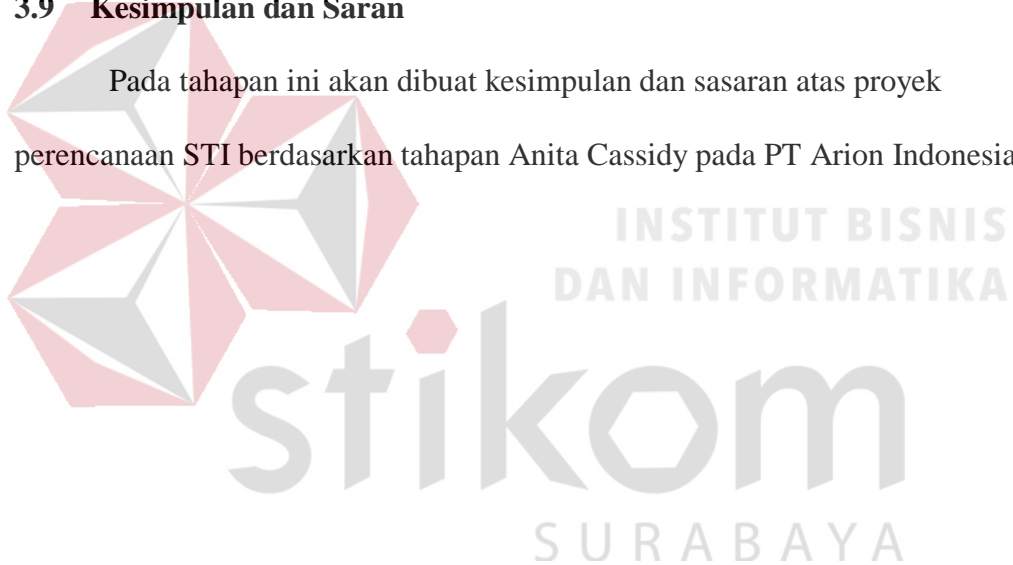 3.9 Kesimpulan dan Saran
Pada tahapan ini akan dibuat kesimpulan dan sasaran atas proyek
perencanaan STI berdasarkan tahapan Anita Cassidy pada PT Arion Indonesia
INSTITUT BISNIS
DAN INFORMATIKA
stikom
SURABAYA